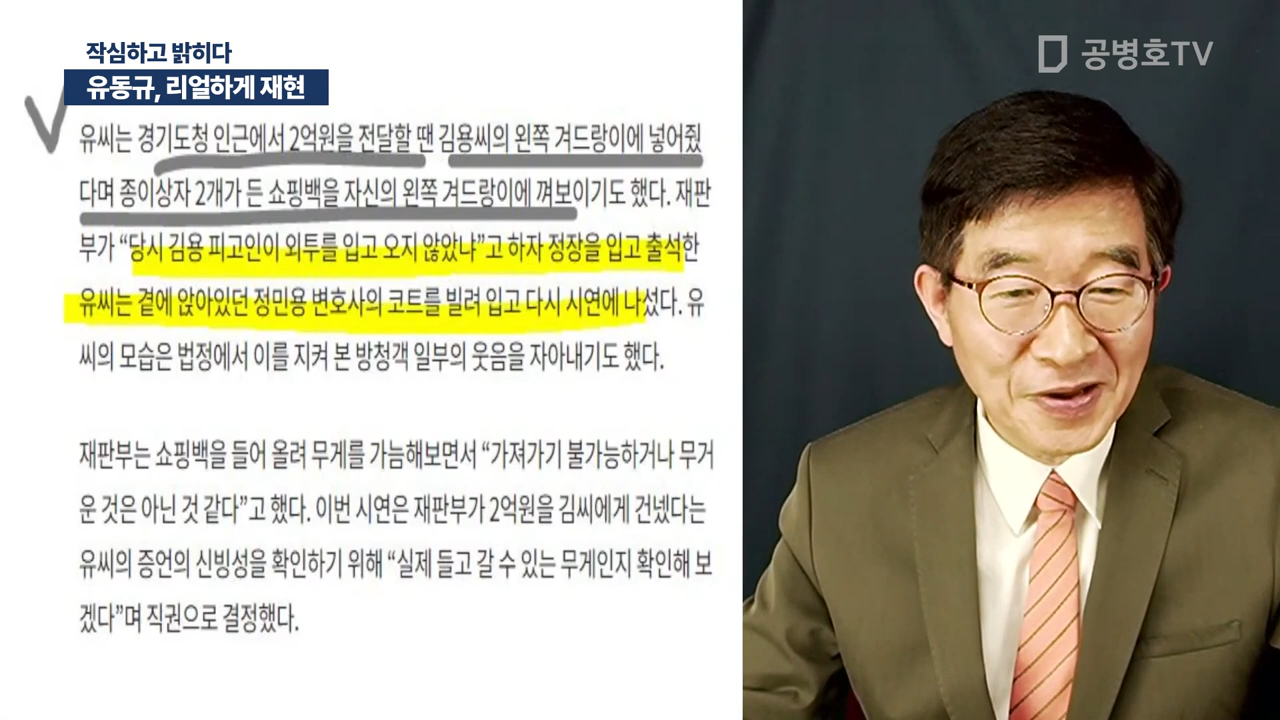 작심하고 밝히다
유동규, 리얼하게 재현
공병호TV
유씨는 경기도청 인근에서 2억원을 전달할 땐 김용씨의 왼쪽 겨드랑이에 넣어줬
다며 종이상자 2개가 든 쇼핑백을 자신의 왼쪽 겨드랑이에 껴보이기도 했다. 재판
부가 “당시 김용 피고인이 외투를 입고 오지 않았나”고 하자 정장을 입고 출석한
유씨는 곁에 앉아있던 정민용 변호사의 코트를 빌려 입고 다시 시연에 나섰다. 유
씨의 모습은 법정에서 이를 지켜 본 방청객 일부의 웃음을 자아내기도 했다.
재판부는 쇼핑백을 들어 올려 무게를 가늠해보면서 “가져가기 불가능하거나 무거
운 것은 아닌 것 같다”고 했다. 이번 시연은 재판부가 2억원을 김씨에게 건넸다는
유씨의 증언의 신빙성을 확인하기 위해 “실제 들고 갈 수 있는 무게인지 확인해 보
겠다”며 직권으로 결정했다.